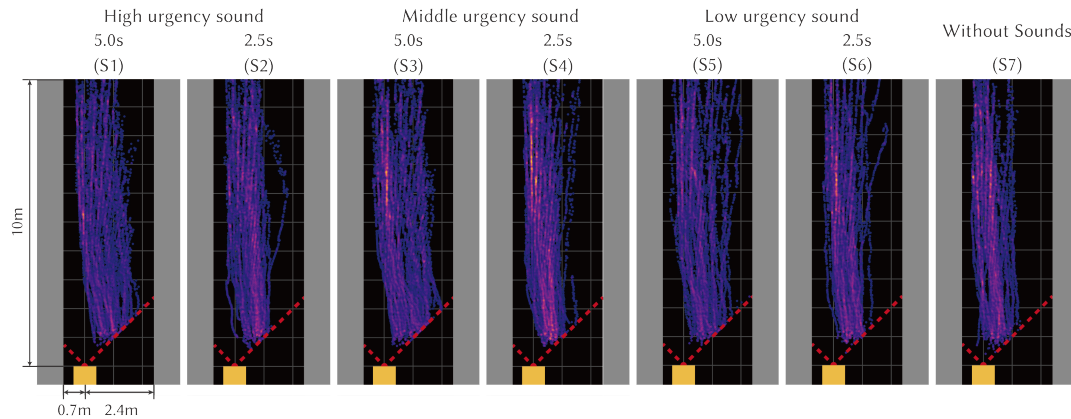 High urgency sound
Middle urgency sound
Low urgency sound
Without Sounds
5.0s
2.5s
5.0s
2.5s
5.0s
2.5s
(S1)
(S2)
(S3)
(S4)
(S5)
(S6)
(S7)
10m
0.7m
2.4m